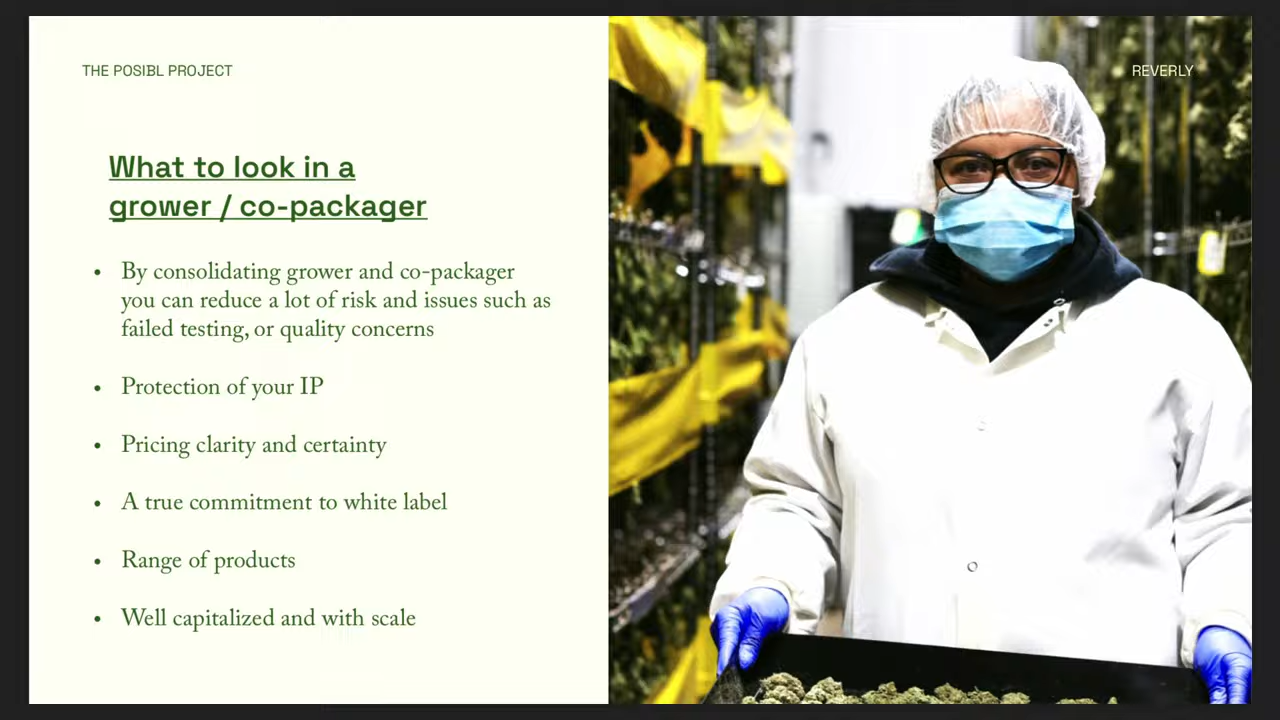 THE POSIBL PROJECT
REVERLY
What to look in a
grower / co-packager
• By consolidating grower and co-packager
you can reduce a lot of risk and issues such as
failed testing, or quality concerns
• Protection of your IP
• Pricing clarity and certainty
• A true commitment to white label
• Range of products
• Well capitalized and with scale